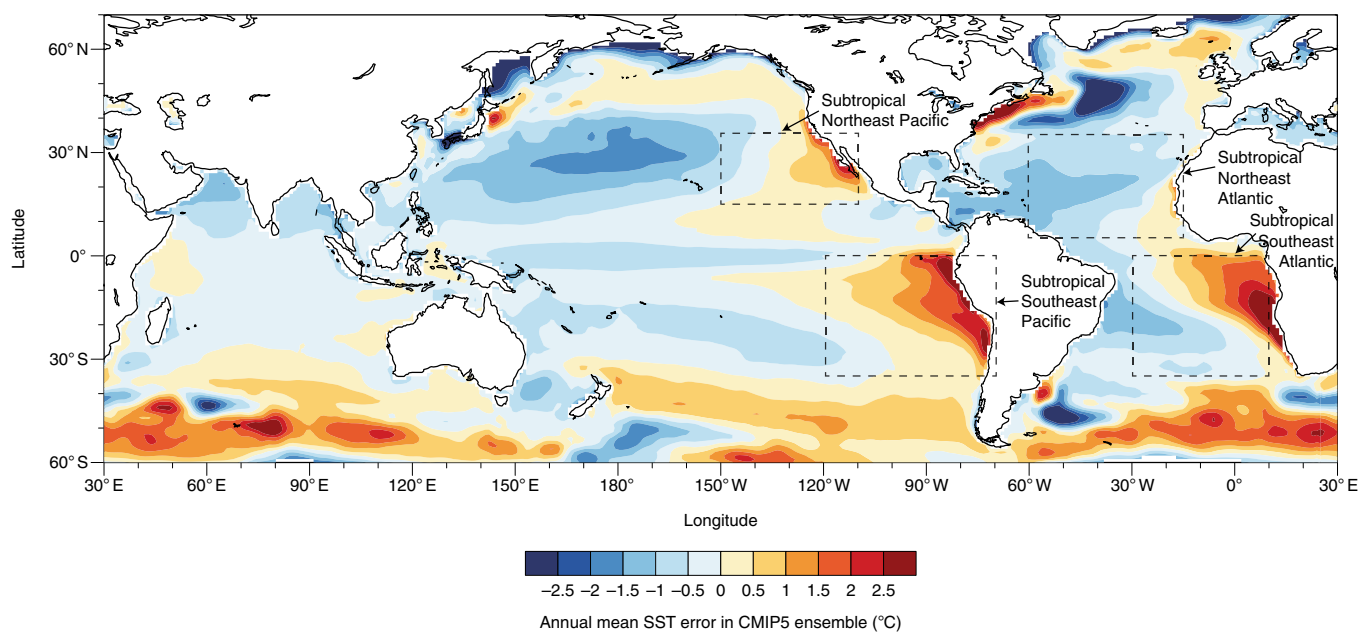 60° N
30° N
0°
30° S
60° S
Latitude
Subtropical
Northeast Pacific
Subtropical
Northeast
Atlantic
Subtropical
Southeast
Atlantic
Subtropical
Southeast
Pacific
30° E
60° E
90° E
120° E
150° E
180°
150° W
120° W
90° W
60° W
30° W
0°
30° E
Longitude
−2.5
−2
−1.5
−1
−0.5
0
0.5
1
1.5
2
2.5
Annual mean SST error in CMIP5 ensemble (°C)